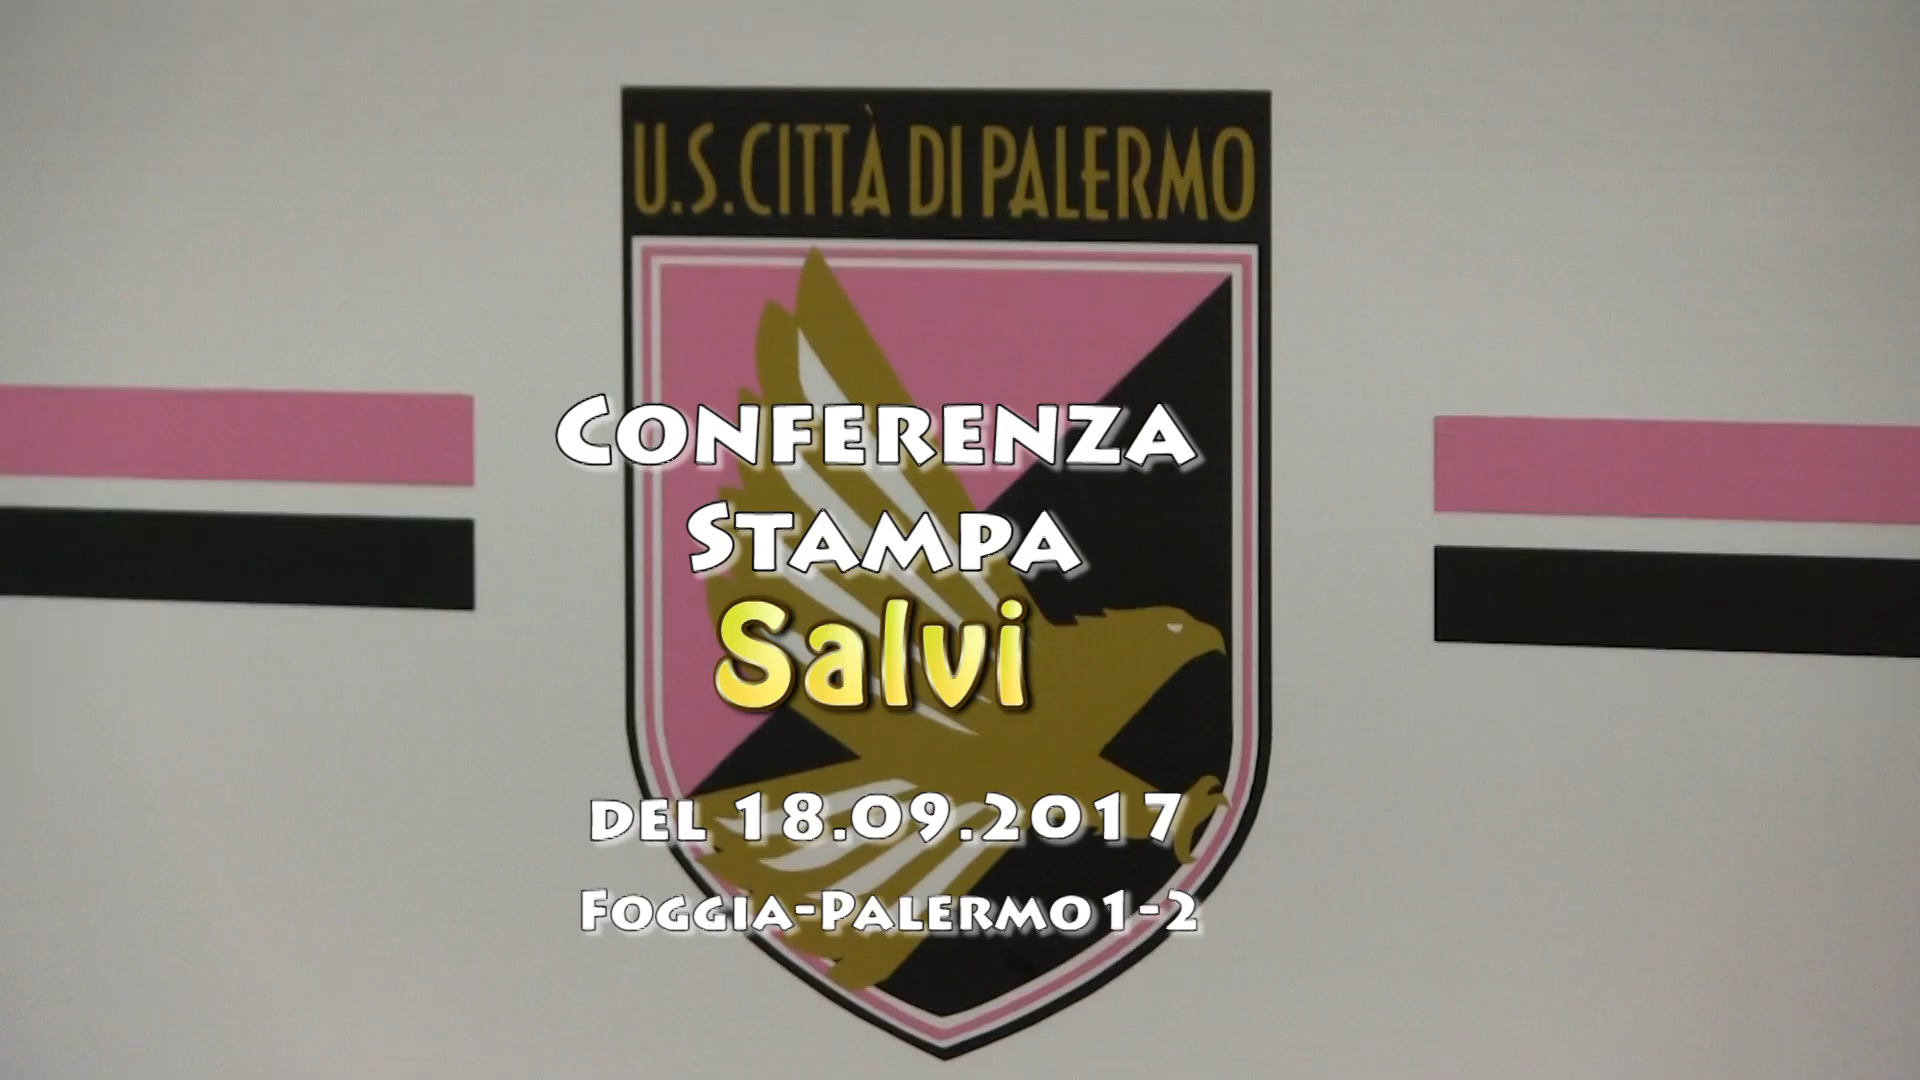 U.S.CITTÀ DI PALERMO
CONFERENZA
STAMPA
Salvi
DEL 18.09.2017
FOGGIA-PALERMO 1-2